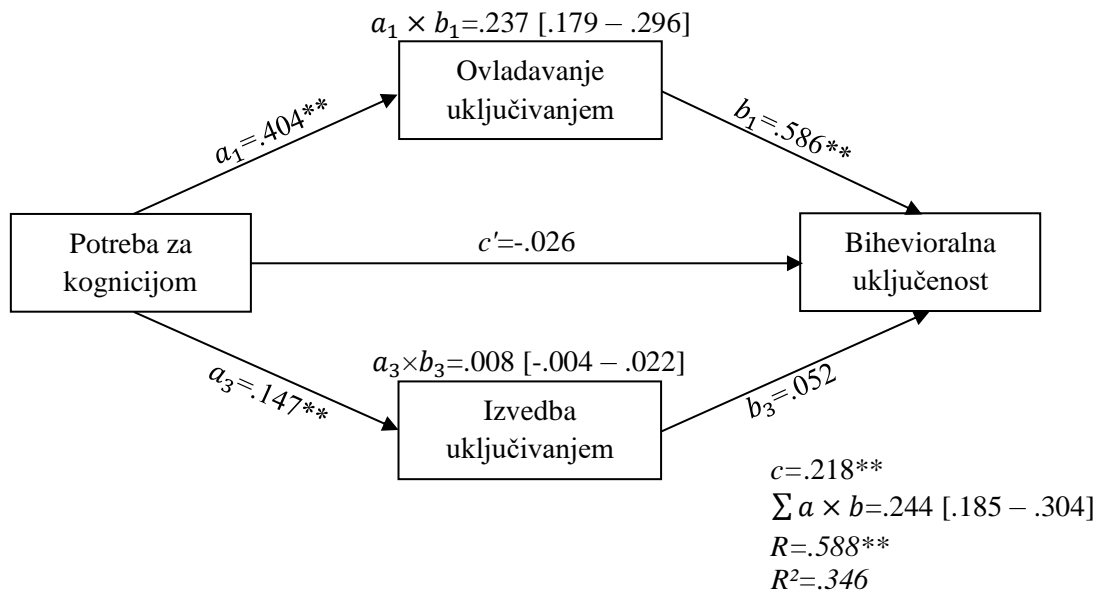 a₁ × b₁=.237 [.179 – .296]
Ovladavanje
uključivanjem
a₁=.404**
b₁=.586**
Potreba za
kognicijom
c'=-.026
Bihevioralna
uključenost
a₃×b₃=.008 [-.004 – .022]
a₃=.147**
Izvedba
uključivanjem
b₃=.052
c=.218**
∑ a × b=.244 [.185 – .304]
R=.588**
R²=.346